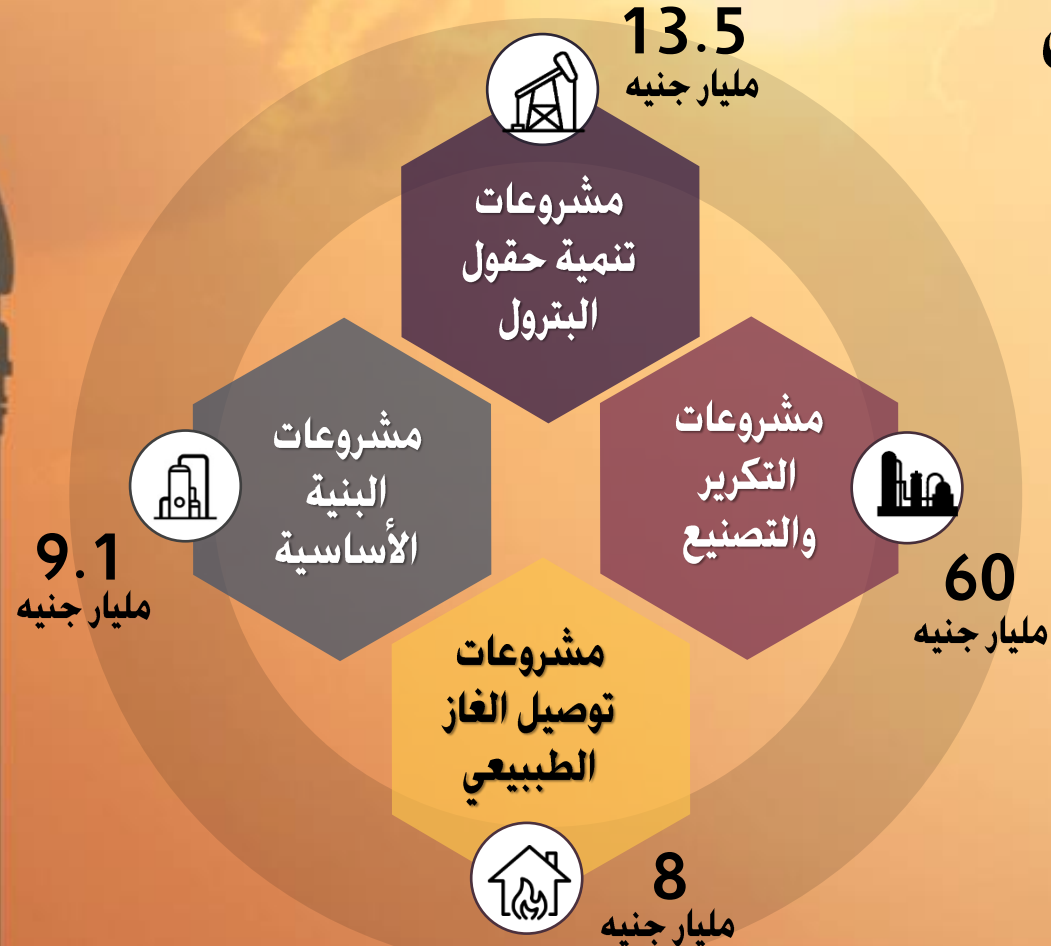 13.5
مليار جنيه
مشروعات
تنمية حقول
البترول
مشروعات
التكرير
والتصنيع
60
مليار جنيه
مشروعات
البنية
الأساسية
9.1
مليار جنيه
مشروعات
توصيل الغاز
الطببيعي
8
مليار جنيه